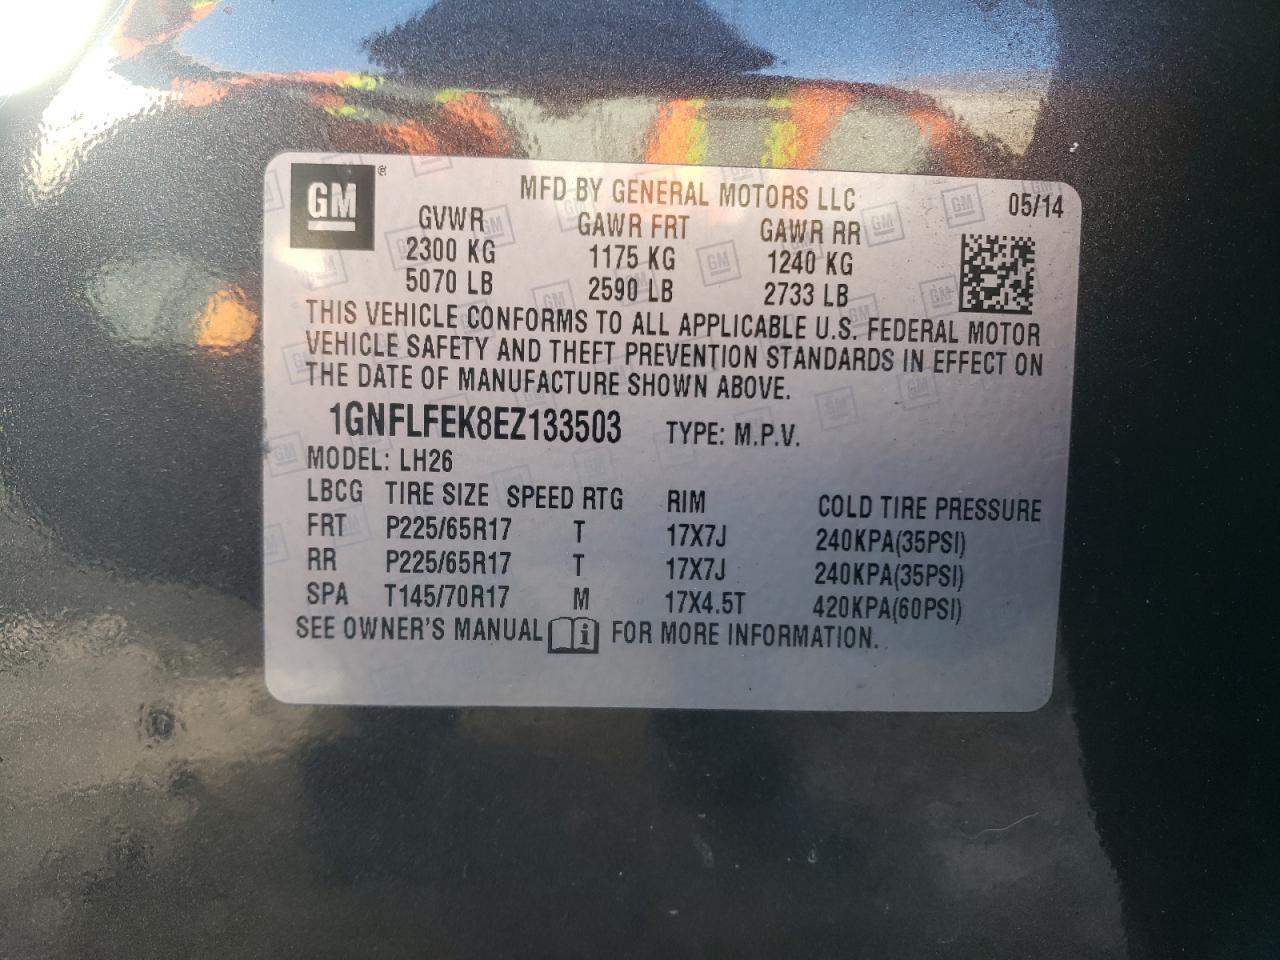 GM®
MFD BY GENERAL MOTORS LLC 05/14
GVWR GAWR FRT GAWR RR
2300 KG 1175 KG 1240 KG
5070 LB 2590 LB 2733 LB
THIS VEHICLE CONFORMS TO ALL APPLICABLE U.S. FEDERAL MOTOR
VEHICLE SAFETY AND THEFT PREVENTION STANDARDS IN EFFECT ON
THE DATE OF MANUFACTURE SHOWN ABOVE.
1GNFLFEK8EZ133503 TYPE: M.P.V.
MODEL: LH26
LBCG TIRE SIZE SPEED RTG RIM COLD TIRE PRESSURE
FRT P225/65R17 T 17X7J 240KPA(35PSI)
RR P225/65R17 T 17X7J 240KPA(35PSI)
SPA T145/70R17 M 17X4.5T 420KPA(60PSI)
SEE OWNER'S MANUAL i FOR MORE INFORMATION.